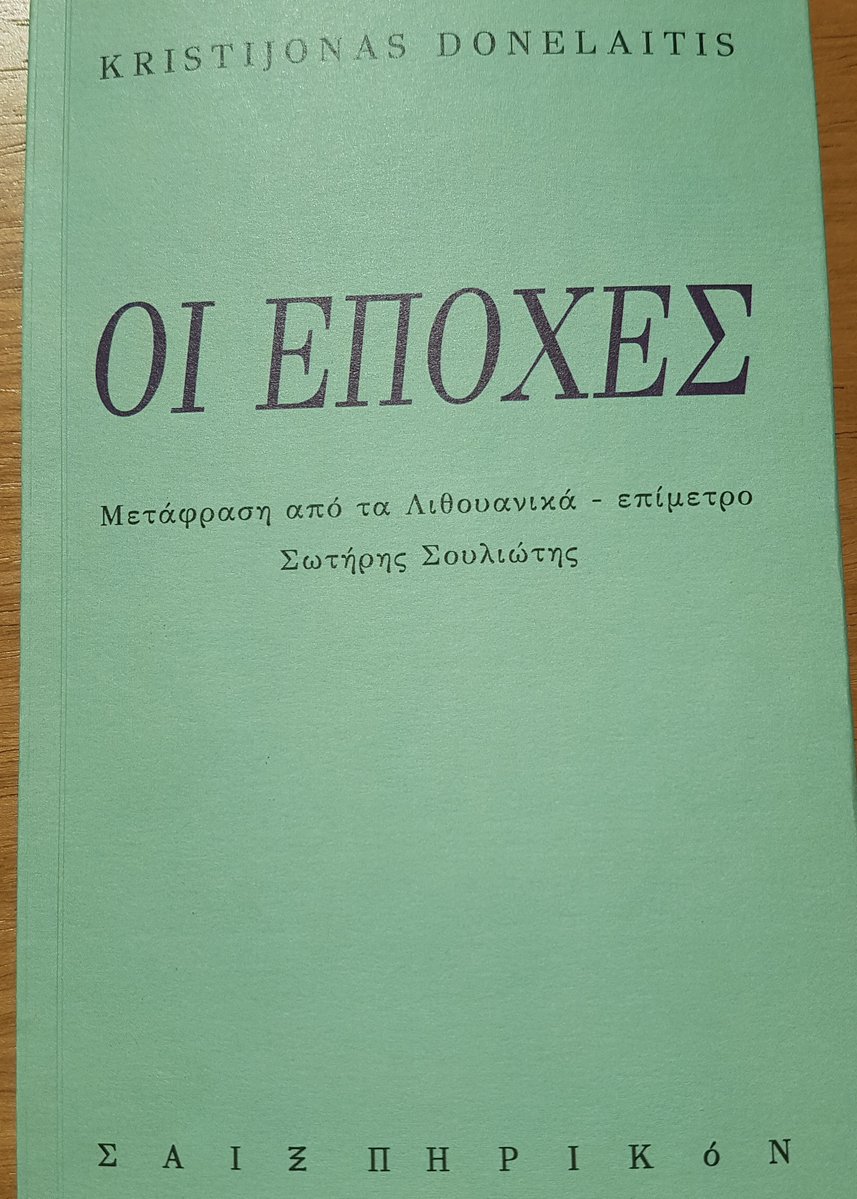 KRISTIJONAS DONELAITIS
ΟΙ ΕΠΟΧΕΣ
Μετάφραση από τα Λιθουανικά - επίμετρο
Σωτήρης Σουλιώτης
ΣΑΙΞΠΗΡΙΚόΝ